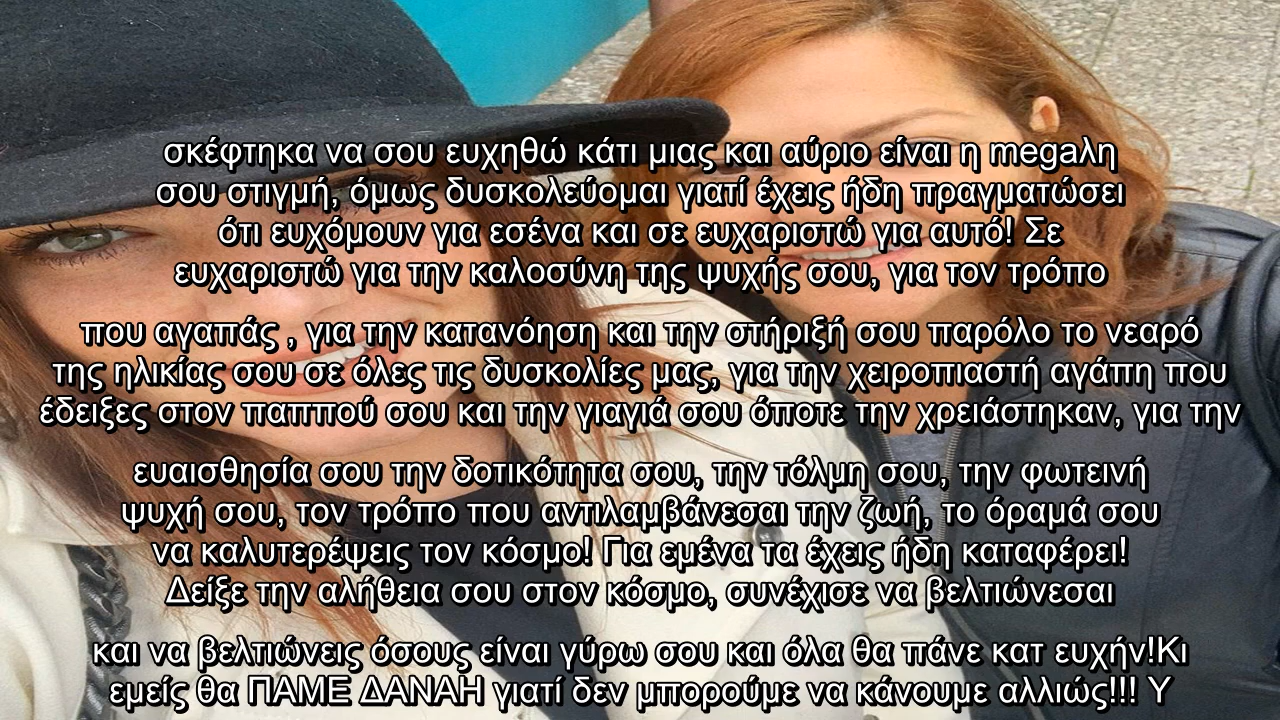 σκέφτηκα να σου ευχηθώ κάτι μιας και αύριο είναι η megaλη
σου στιγμή, όμως δυσκολεύομαι γιατί έχεις ήδη πραγματώσει
ότι ευχόμουν για εσένα και σε ευχαριστώ για αυτό! Σε
ευχαριστώ για την καλοσύνη της ψυχής σου, για τον τρόπο
που αγαπάς , για την κατανόηση και την στήριξή σου παρόλο το νεαρό
της ηλικίας σου σε όλες τις δυσκολίες μας, για την χειροπιαστή αγάπη που
έδειξες στον παππού σου και την γιαγιά σου όποτε την χρειάστηκαν, για την
ευαισθησία σου την δοτικότητα σου, την τόλμη σου, την φωτεινή
ψυχή σου, τον τρόπο που αντιλαμβάνεσαι την ζωή, το όραμά σου
να καλυτερέψεις τον κόσμο! Για εμένα τα έχεις ήδη καταφέρει!
Δείξε την αλήθεια σου στον κόσμο, συνέχισε να βελτιώνεσαι
και να βελτιώνεις όσους είναι γύρω σου και όλα θα πάνε κατ ευχήν!Κι
εμείς θα ΠΑΜΕ ΔΑΝΑΗ γιατί δεν μπορούμε να κάνουμε αλλιώς!!! Υ